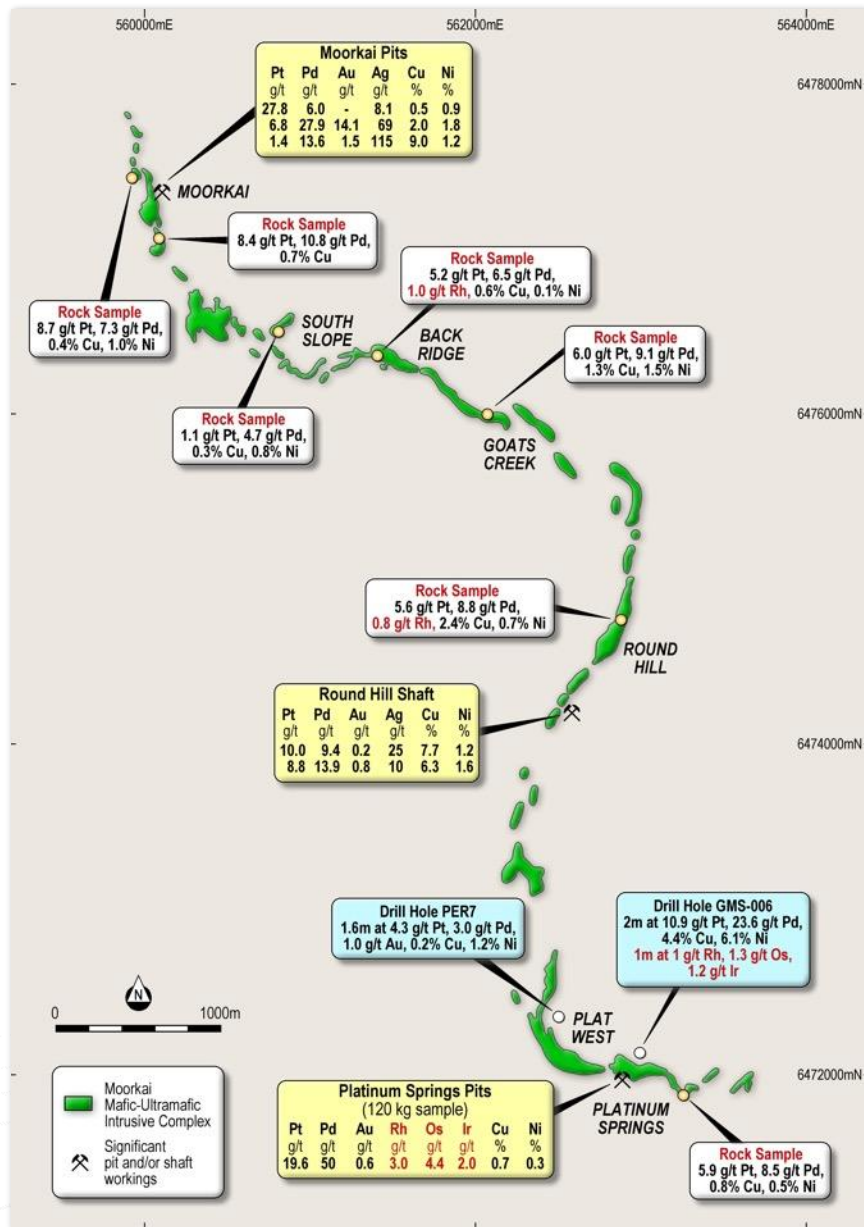 560000mE
562000mE
564000mE
6478000mN
Moorkai Pits
Pt Pd Au Ag Cu Ni
g/t g/t g/t g/t % %
27.8 6.0 - 8.1 0.5 0.9
6.8 27.9 14.1 69 2.0 1.8
1.4 13.6 1.5 115 9.0 1.2
MOORKAI
Rock Sample
8.4 g/t Pt, 10.8 g/t Pd,
0.7% Cu
Rock Sample
8.7 g/t Pt, 7.3 g/t Pd,
0.4% Cu, 1.0% Ni
SOUTH
SLOPE
Rock Sample
5.2 g/t Pt, 6.5 g/t Pd,
1.0 g/t Rh, 0.6% Cu, 0.1% Ni
BACK
RIDGE
Rock Sample
6.0 g/t Pt, 9.1 g/t Pd,
1.3% Cu, 1.5% Ni
6476000mN
Rock Sample
1.1 g/t Pt, 4.7 g/t Pd,
0.3% Cu, 0.8% Ni
GOATS
CREEK
Rock Sample
5.6 g/t Pt, 8.8 g/t Pd,
0.8 g/t Rh, 2.4% Cu, 0.7% Ni
ROUND
HILL
Round Hill Shaft
Pt Pd Au Ag Cu Ni
g/t g/t g/t g/t % %
10.0 9.4 0.2 25 7.7 1.2
8.8 13.9 0.8 10 6.3 1.6
6474000mN
Drill Hole PER7
1.6m at 4.3 g/t Pt, 3.0 g/t Pd,
1.0 g/t Au, 0.2% Cu, 1.2% Ni
Drill Hole GMS-006
2m at 10.9 g/t Pt, 23.6 g/t Pd,
4.4% Cu, 6.1% Ni
1m at 1 g/t Rh, 1.3 g/t Os,
1.2 g/t Ir
PLAT
WEST
N
0 1000m
6472000mN
Moorkai
Mafic-Ultramafic
Intrusive Complex
Significant
pit and/or shaft
workings
Platinum Springs Pits
(120 kg sample)
Pt Pd Au Rh Os Ir Cu Ni
g/t g/t g/t g/t g/t g/t % %
19.6 50 0.6 3.0 4.4 2.0 0.7 0.3
PLATINUM
SPRINGS
Rock Sample
5.9 g/t Pt, 8.5 g/t Pd,
0.8% Cu, 0.5% Ni